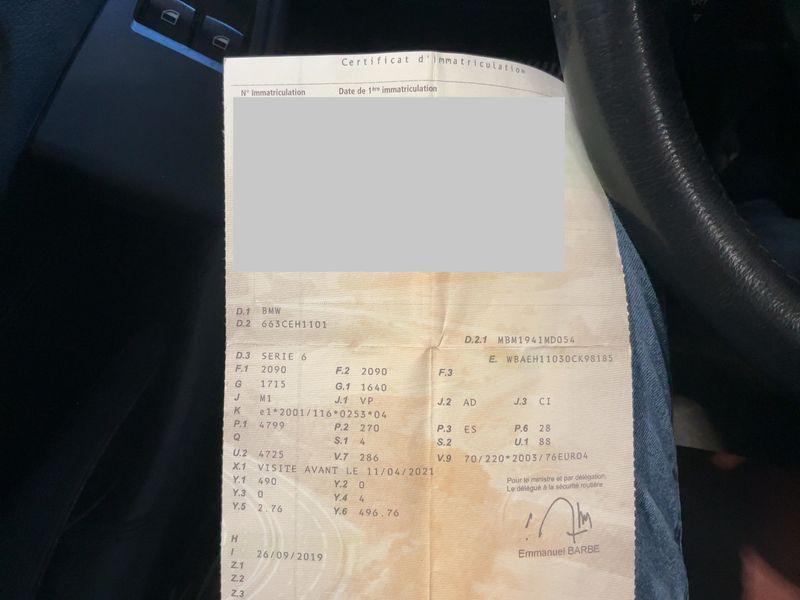 Certificat d'immatriculation
N° Immatriculation Date de 1ère immatriculation
D.1 BMW
D.2 663CEH1101
D.2.1 MBM1941MD054
D.3 SERIE 6 E. WBAEH11030CK98185
F.1 2090 F.2 2090 F.3
G 1715 G.1 1640
J M1 J.1 VP J.2 AD J.3 CI
K e1*2001/116*0253*04
P.1 4799 P.2 270 P.3 ES P.6 28
Q S.1 4 S.2 U.1 88
U.2 4725 V.7 286 V.9 70/220*2003/76EURO4
X.1 VISITE AVANT LE 11/04/2021
Y.1 490 Y.2 0
Y.3 0 Y.4 4
Y.5 2.76 Y.6 496.76
Pour le ministre et par délégation,
Le délégué à la sécurité routière
Emmanuel BARBE
H
I 26/09/2019
Z.1
Z.2
Z.3